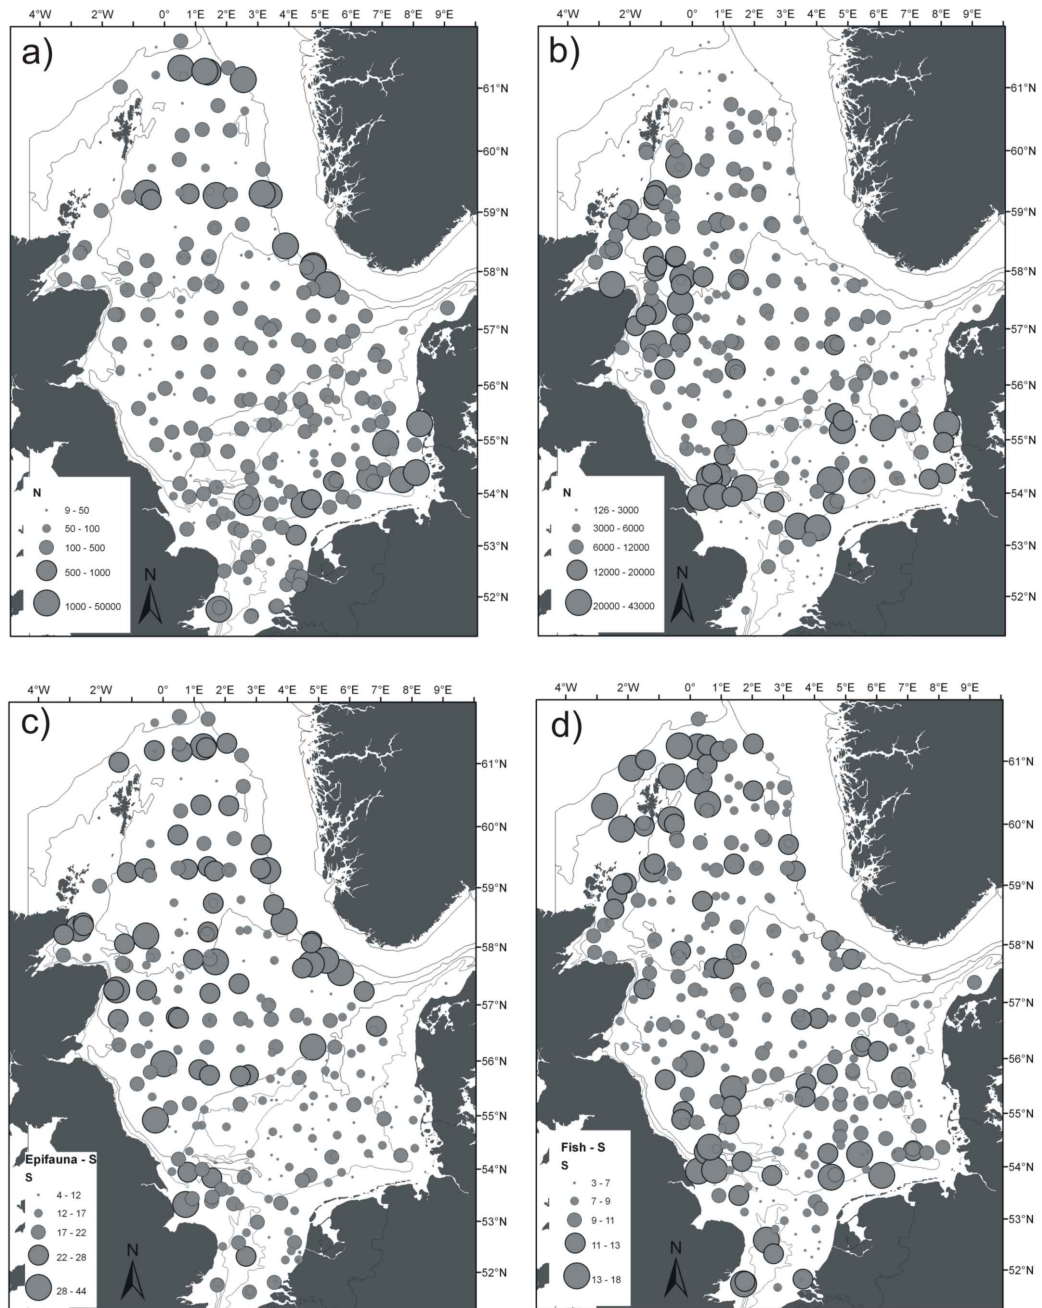 4°W 2°W 0° 1°E 2°E 3°E 4°E 5°E 6°E 7°E 8°E 9°E
a)
61°N
60°N
59°N
58°N
57°N
56°N
55°N
54°N
53°N
52°N
N
9 - 50
50 - 100
100 - 500
500 - 1000
1000 - 50000
N
4°W 2°W 0° 1°E 2°E 3°E 4°E 5°E 6°E 7°E 8°E 9°E
b)
61°N
60°N
59°N
58°N
57°N
56°N
55°N
54°N
53°N
52°N
N
126 - 3000
3000 - 6000
6000 - 12000
12000 - 20000
20000 - 43000
N
4°W 2°W 0° 1°E 2°E 3°E 4°E 5°E 6°E 7°E 8°E 9°E
c)
61°N
60°N
59°N
58°N
57°N
56°N
55°N
54°N
53°N
52°N
Epifauna - S
S
4 - 12
12 - 17
17 - 22
22 - 28
28 - 44
N
4°W 2°W 0° 1°E 2°E 3°E 4°E 5°E 6°E 7°E 8°E 9°E
d)
61°N
60°N
59°N
58°N
57°N
56°N
55°N
54°N
53°N
52°N
Fish - S
S
3 - 7
7 - 9
9 - 11
11 - 13
13 - 18
N